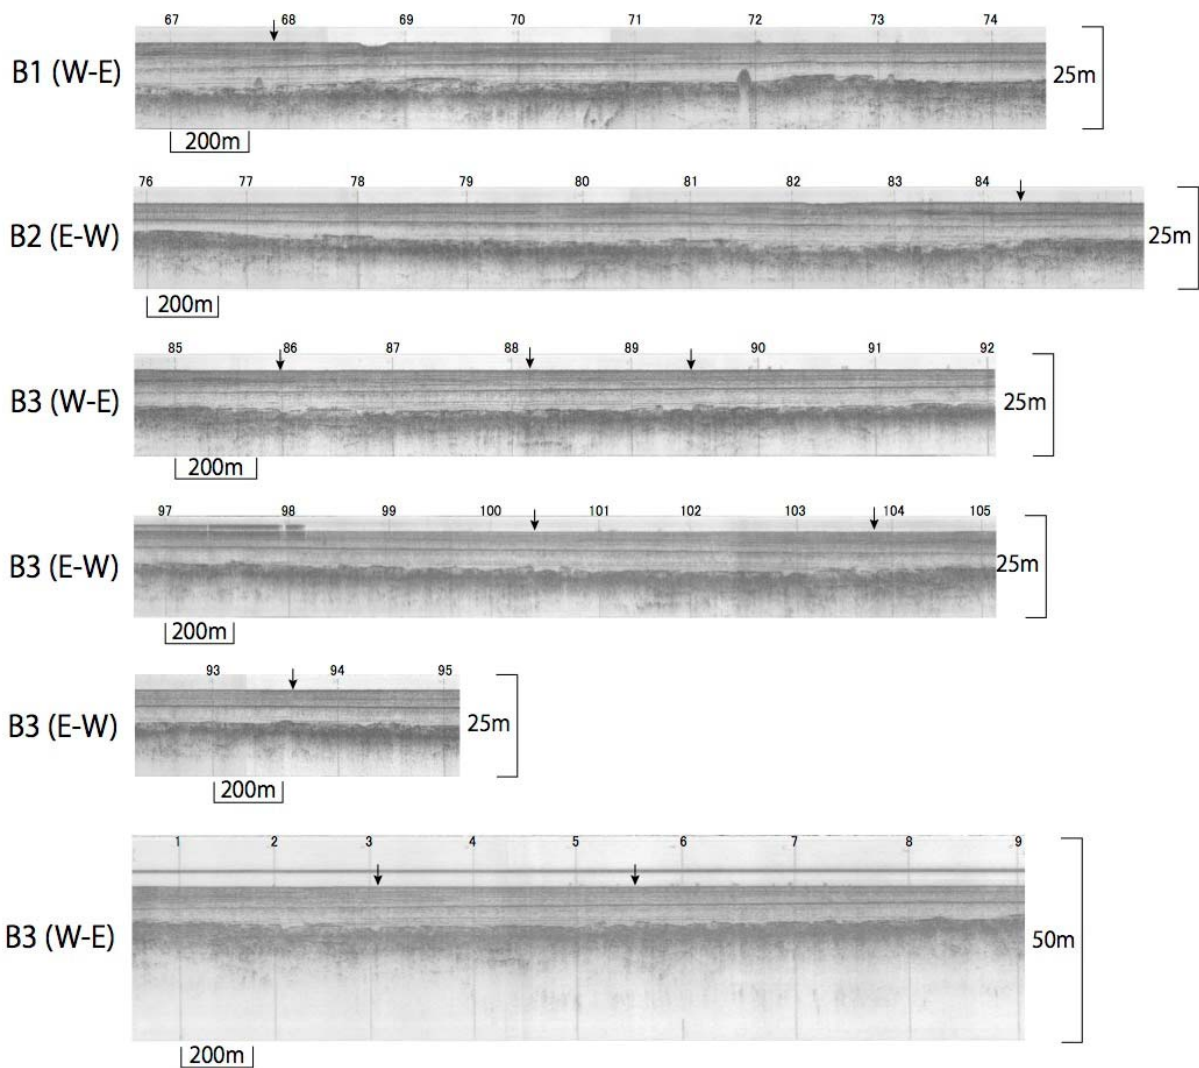 67 68 69 70 71 72 73 74
B1 (W-E)
25m
200m
76 77 78 79 80 81 82 83 84
B2 (E-W)
25m
200m
85 86 87 88 89 90 91 92
B3 (W-E)
25m
200m
97 98 99 100 101 102 103 104 105
B3 (E-W)
25m
200m
93 94 95
B3 (E-W)
25m
200m
1 2 3 4 5 6 7 8 9
B3 (W-E)
50m
200m